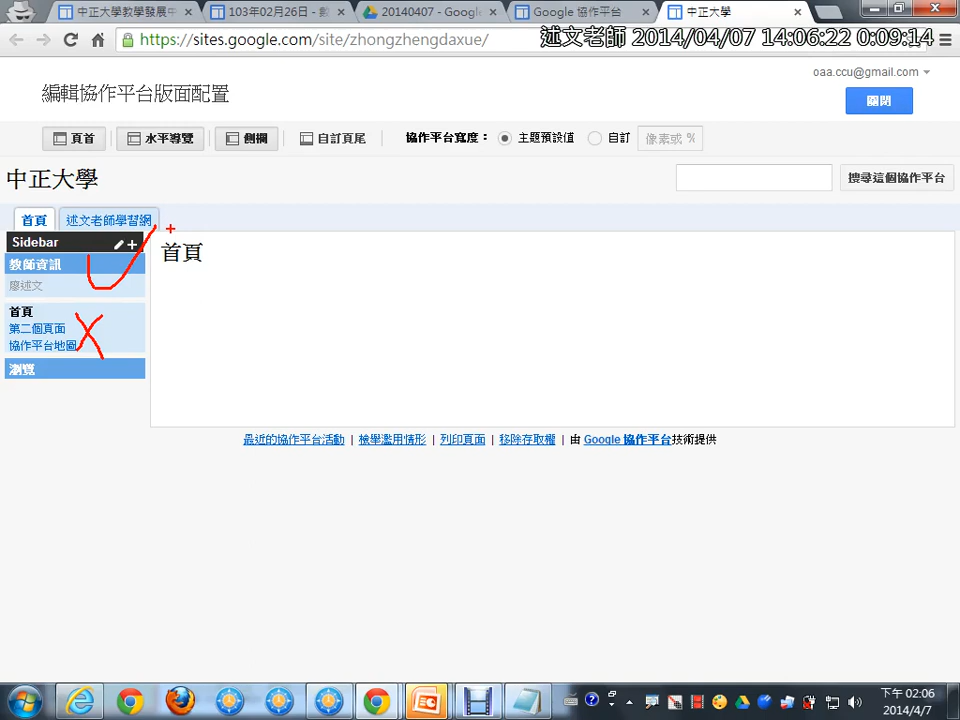 中正大學教學發展中
103年02月26日 - 數
20140407 - Google
Google 協作平台
中正大學
https://sites.google.com/site/zhongzhengdaxue/
述文老師 2014/04/07 14:06:22 0:09:14
oaa.ccu@gmail.com
編輯協作平台版面配置
關閉
頁首 水平導覽 側欄 自訂頁尾 協作平台寬度： 主題預設值 自訂 像素或 %
中正大學
搜尋這個協作平台
首頁 述文老師學習網
Sidebar
首頁
教師資訊
廖述文
首頁
第二個頁面
協作平台地圖
瀏覽
最近的協作平台活動 | 檢舉濫用情形 | 列印頁面 | 移除存取權 | 由 Google 協作平台技術提供
下午 02:06
2014/4/7